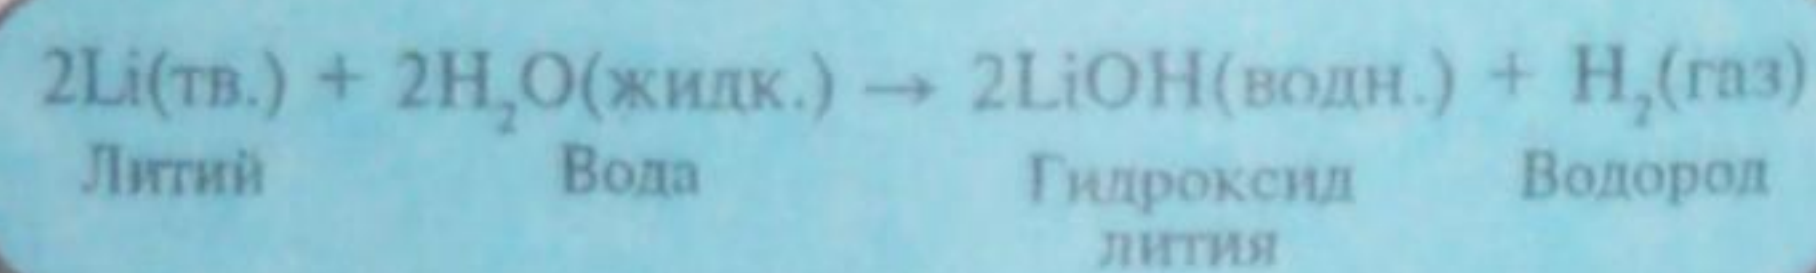 2Li(тв.) + 2H₂O(жидк.) → 2LiOH(водн.) + H₂(газ)
Литий Вода Гидроксид Водород
лития